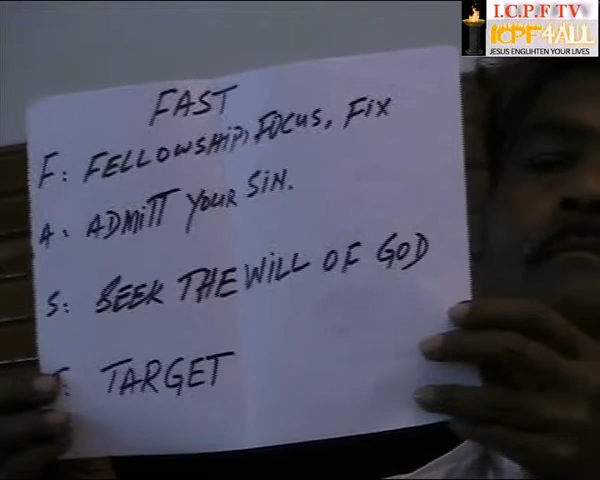 I.C.P.F TV
ICPF4ALL
JESUS ENGLIHTEN YOUR LIVES
FAST
F: FELLOWSHIP, FOCUS, FIX
A: ADMITT YOUR SIN.
S: SEEK THE WILL OF GOD
T: TARGET